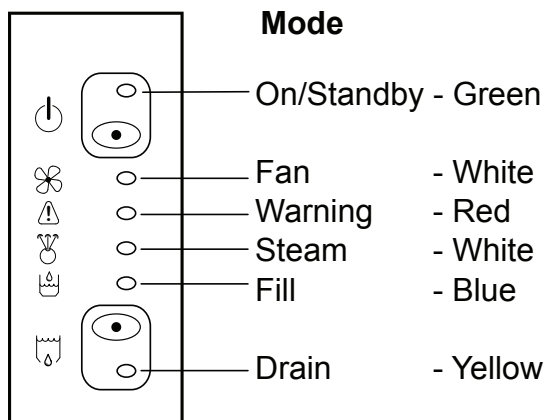 Mode
On/Standby - Green
Fan - White
Warning - Red
Steam - White
Fill - Blue
Drain - Yellow